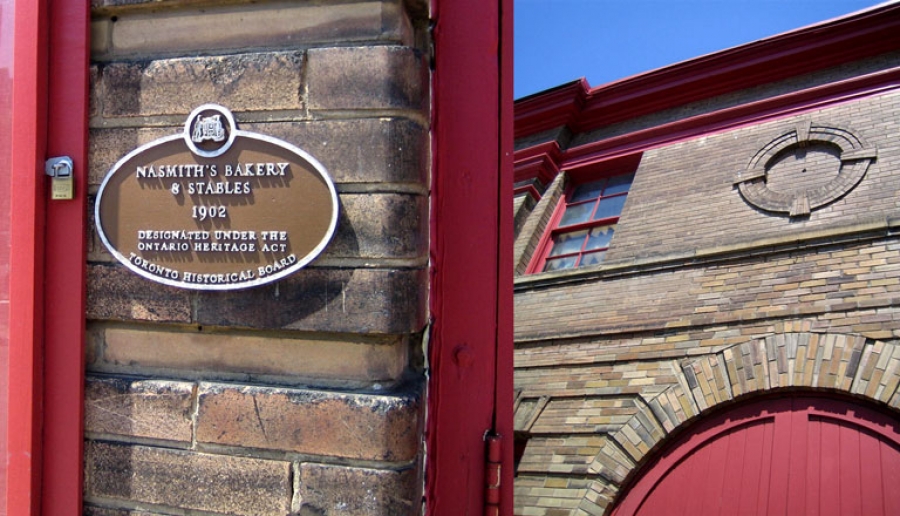 NASMITH'S BAKERY
& STABLES
1902
DESIGNATED UNDER THE
ONTARIO HERITAGE ACT
TORONTO HISTORICAL BOARD